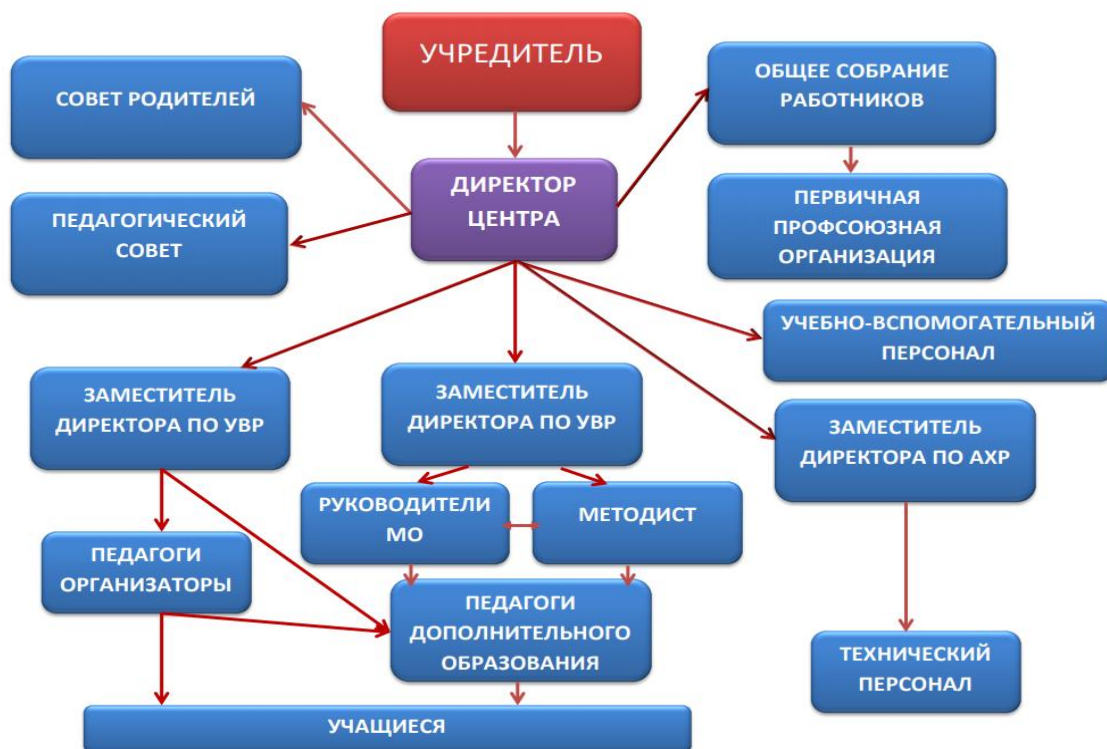 УЧРЕДИТЕЛЬ
СОВЕТ РОДИТЕЛЕЙ
ОБЩЕЕ СОБРАНИЕ
РАБОТНИКОВ
ДИРЕКТОР
ЦЕНТРА
ПЕДАГОГИЧЕСКИЙ
СОВЕТ
ПЕРВИЧНАЯ
ПРОФСОЮЗНАЯ
ОРГАНИЗАЦИЯ
УЧЕБНО-ВСПОМОГАТЕЛЬНЫЙ
ПЕРСОНАЛ
ЗАМЕСТИТЕЛЬ
ДИРЕКТОРА ПО УВР
ЗАМЕСТИТЕЛЬ
ДИРЕКТОРА ПО УВР
ЗАМЕСТИТЕЛЬ
ДИРЕКТОРА ПО АХР
РУКОВОДИТЕЛИ
МО
МЕТОДИСТ
ПЕДАГОГИ
ОРГАНИЗАТОРЫ
ПЕДАГОГИ
ДОПОЛНИТЕЛЬНОГО
ОБРАЗОВАНИЯ
ТЕХНИЧЕСКИЙ
ПЕРСОНАЛ
УЧАЩИЕСЯ